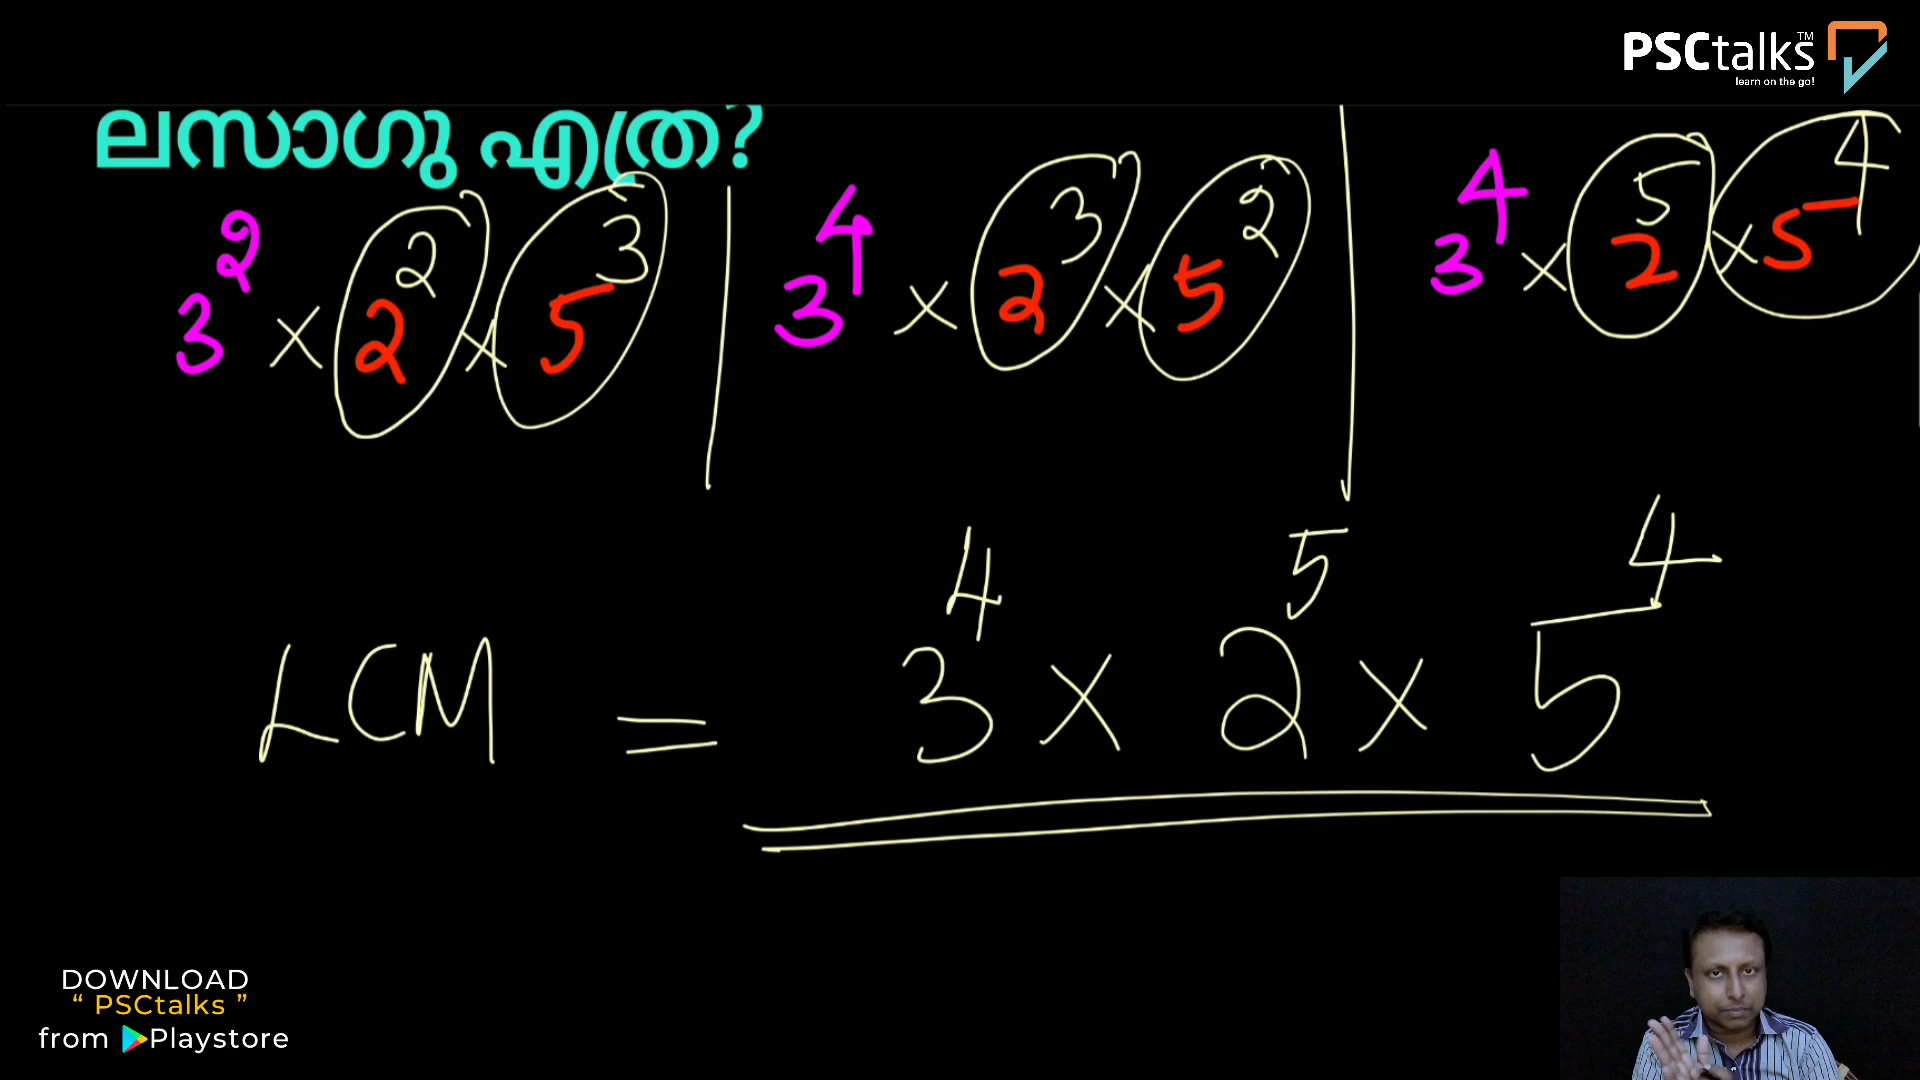 PSCtalks™
learn on the go!
ലസാഗു എത്ര?
3² × 2² × 5³ | 3⁴ × 2³ × 5² | 3⁴ × 2⁵ × 5⁴
LCM = 3⁴ × 2⁵ × 5⁴
DOWNLOAD
“ PSCtalks ”
from Playstore